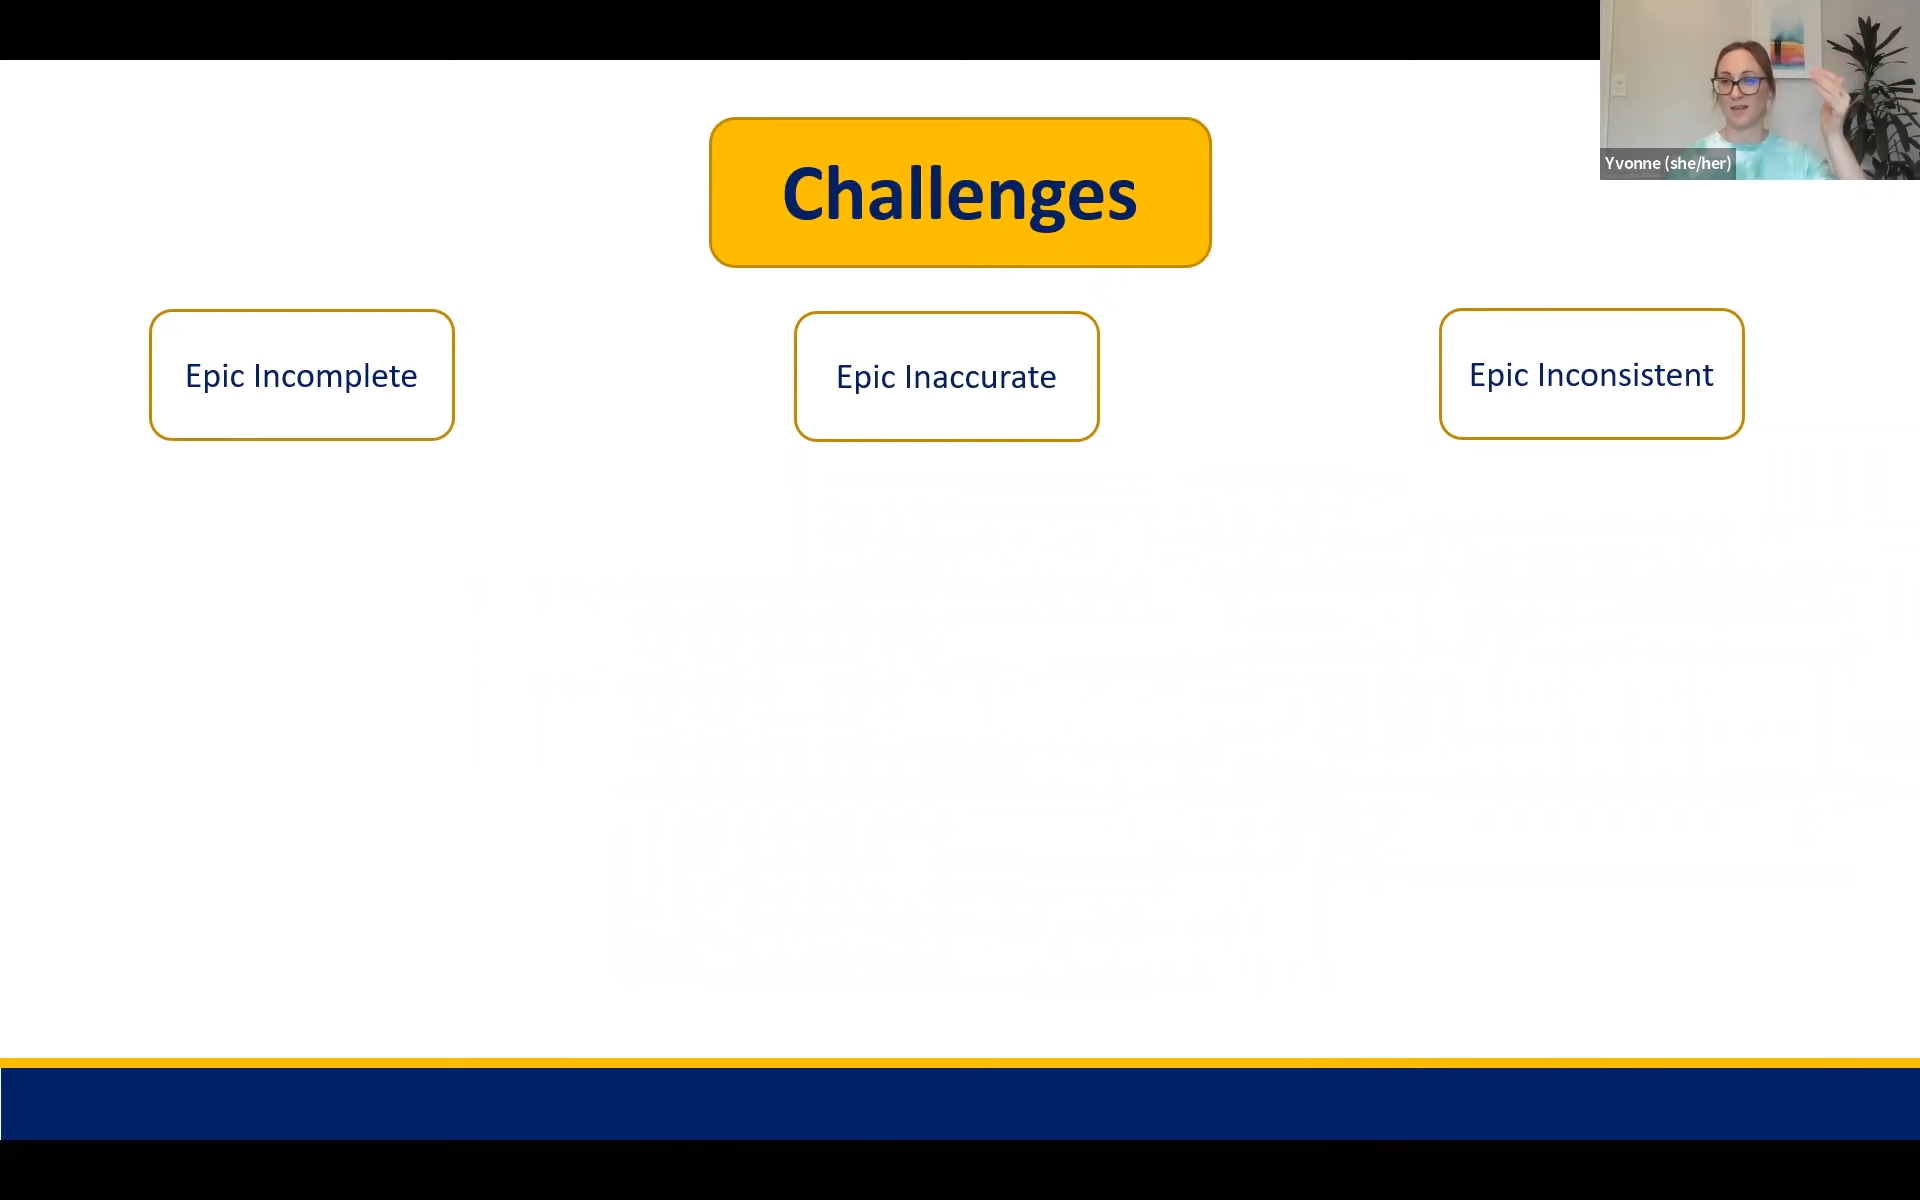 Challenges
Yvonne (she/her)
Epic Incomplete
Epic Inaccurate
Epic Inconsistent